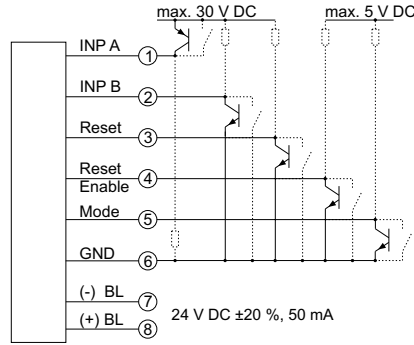 max. 30 V DC max. 5 V DC
INP A 1
INP B 2
Reset 3
Reset
Enable 4
Mode 5
GND 6
(-) BL 7
(+) BL 8
24 V DC ±20 %, 50 mA